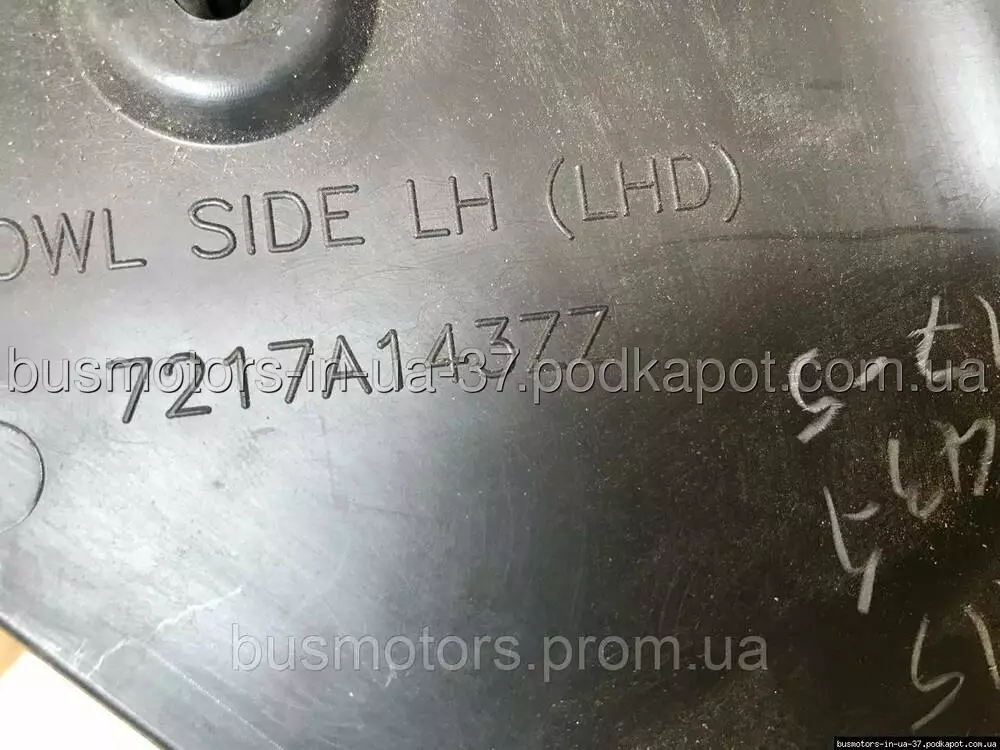 OWL SIDE LH (LHD)
7217A1437Z
busmotors-in-ua-37.podkapot.com.ua
busmotors.prom.ua
busmotors-in-ua-37.podkapot.com.ua